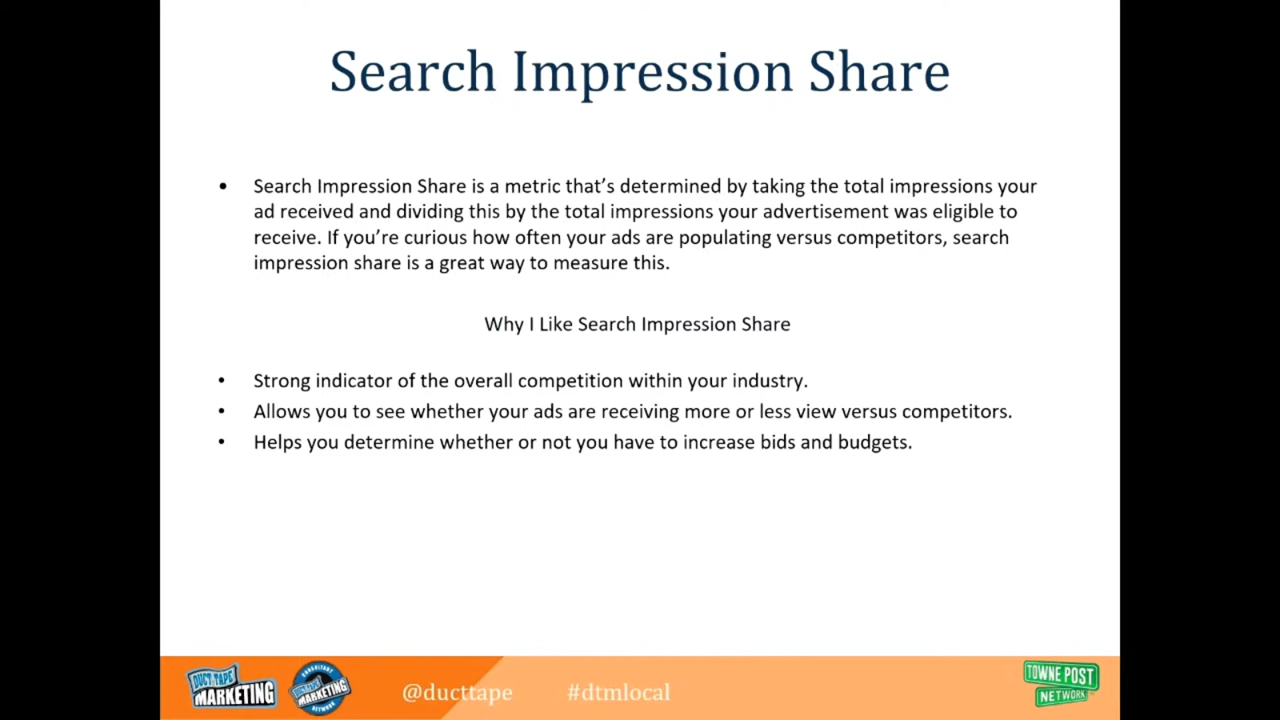 Search Impression Share
• Search Impression Share is a metric that’s determined by taking the total impressions your
ad received and dividing this by the total impressions your advertisement was eligible to
receive. If you’re curious how often your ads are populating versus competitors, search
impression share is a great way to measure this.
Why I Like Search Impression Share
• Strong indicator of the overall competition within your industry.
• Allows you to see whether your ads are receiving more or less view versus competitors.
• Helps you determine whether or not you have to increase bids and budgets.
DUCT TAPE
MARKETING
CONSULTANT
DUCT TAPE
MARKETING
NETWORK
@ducttape
#dtmlocal
TOWNE POST
NETWORK